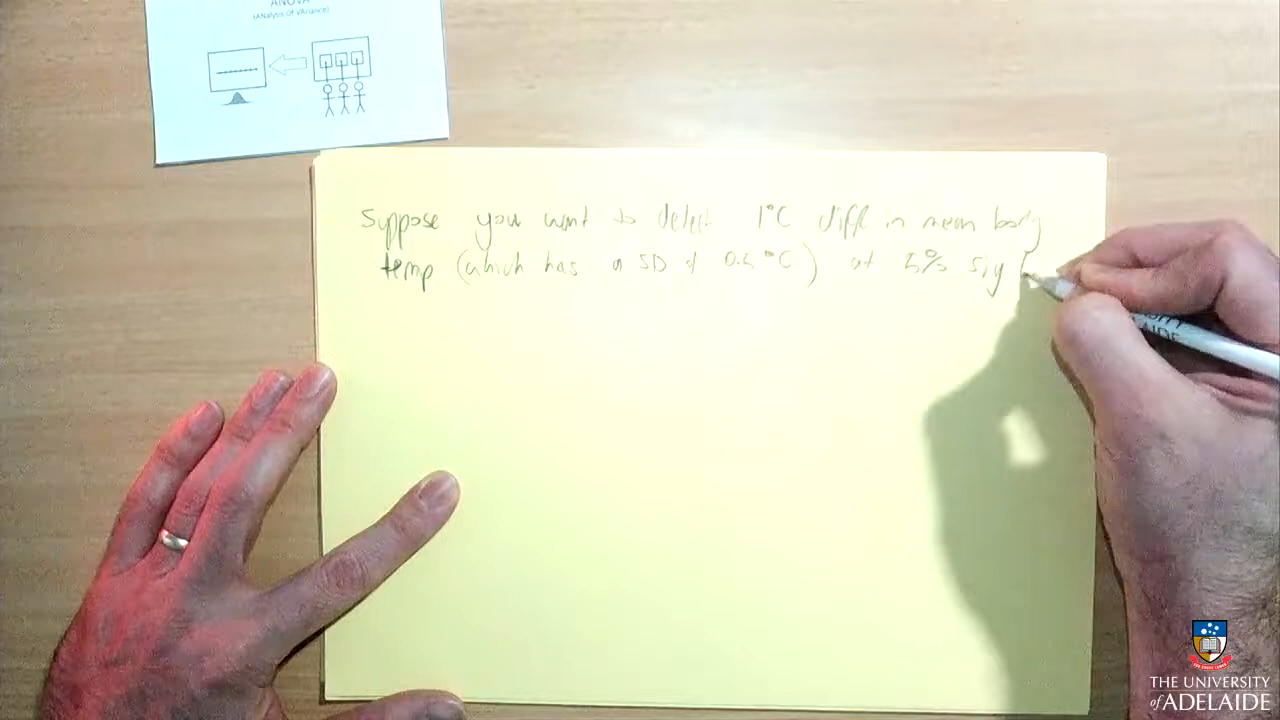 ANOVA
(ANalysis Of VAriance)
Suppose you want to detect 1°C diff in mean body
temp (which has a SD of 0.5°C) at 5% sig
THE UNIVERSITY
of ADELAIDE